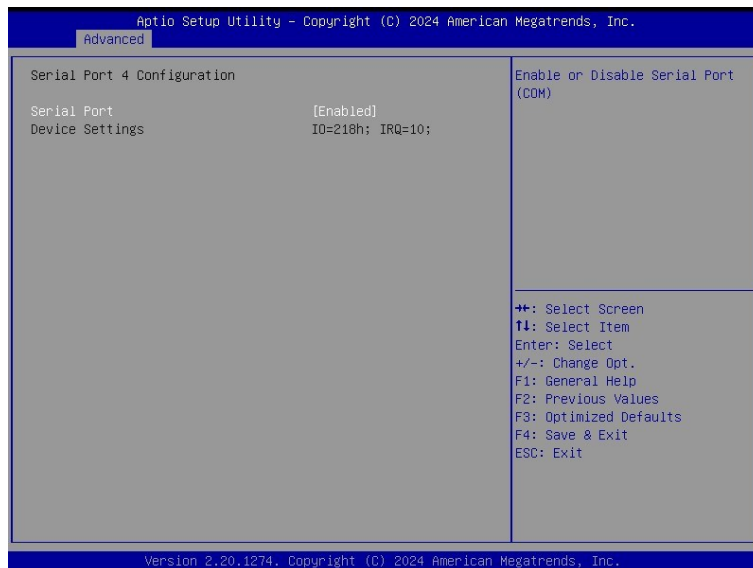 Aptio Setup Utility – Copyright (C) 2024 American Megatrends, Inc.
Advanced
Serial Port 4 Configuration
Serial Port [Enabled]
Device Settings IO=218h; IRQ=10;
Enable or Disable Serial Port
(COM)
→←: Select Screen
↑↓: Select Item
Enter: Select
+/-: Change Opt.
F1: General Help
F2: Previous Values
F3: Optimized Defaults
F4: Save & Exit
ESC: Exit
Version 2.20.1274. Copyright (C) 2024 American Megatrends, Inc.